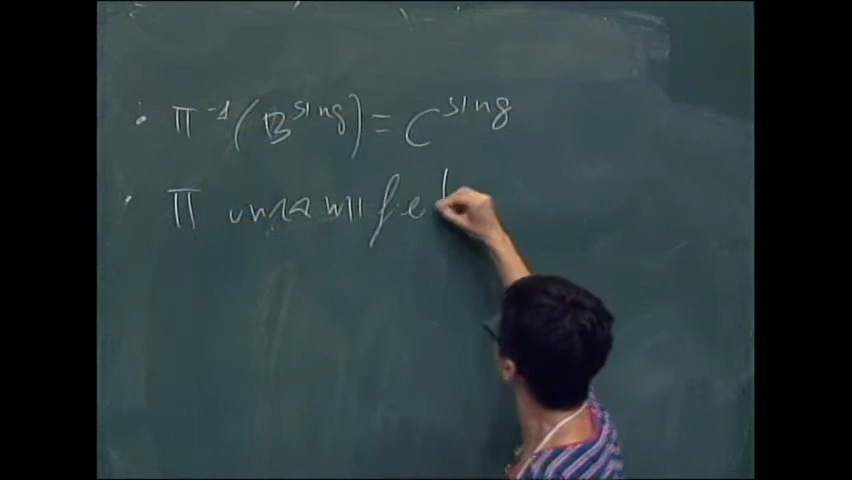 • π⁻¹(B^sing) = C^sing
• π unramified